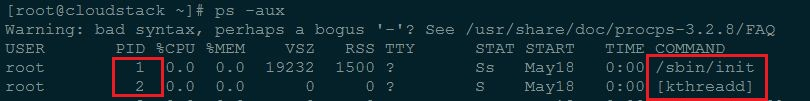 [root@cloudstack ~]# ps -aux
Warning: bad syntax, perhaps a bogus '-'? See /usr/share/doc/procps-3.2.8/FAQ
USER PID %CPU %MEM VSZ RSS TTY STAT START TIME COMMAND
root 1 0.0 0.0 19232 1500 ? Ss May18 0:00 /sbin/init
root 2 0.0 0.0 0 0 ? S May18 0:00 [kthreadd]